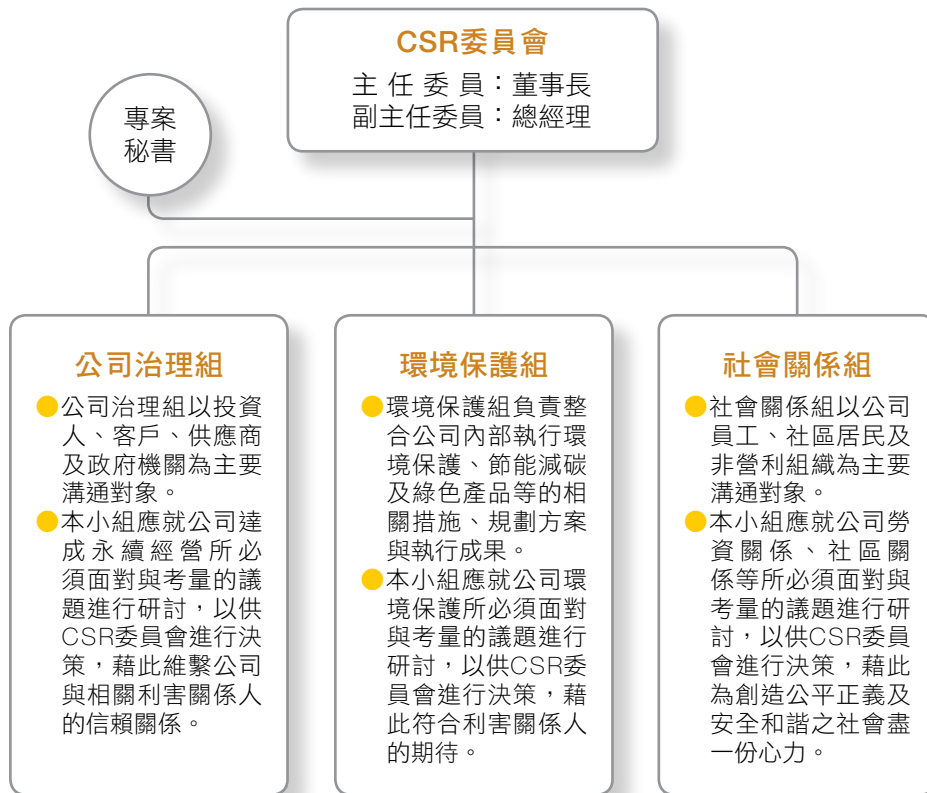 CSR委員會
主任委員：董事長
副主任委員：總經理
專案
秘書
公司治理組
●公司治理組以投資
人、客戶、供應商
及政府機關為主要
溝通對象。
●本小組應就公司達
成永續經營所必
須面對與考量的議
題進行研討，以供
CSR委員會進行決
策，藉此維繫公司
與相關利害關係人
的信賴關係。
環境保護組
●環境保護組負責整
合公司內部執行環
境保護、節能減碳
及綠色產品等的相
關措施、規劃方案
與執行成果。
●本小組應就公司環
境保護所必須面對
與考量的議題進行
研討，以供CSR委
員會進行決策，藉
此符合利害關係人
的期待。
社會關係組
●社會關係組以公司
員工、社區居民及
非營利組織為主要
溝通對象。
●本小組應就公司勞
資關係、社區關
係等所必須面對與
考量的議題進行研
討，以供CSR委員
會進行決策，藉此
為創造公平正義及
安全和諧之社會盡
一份心力。